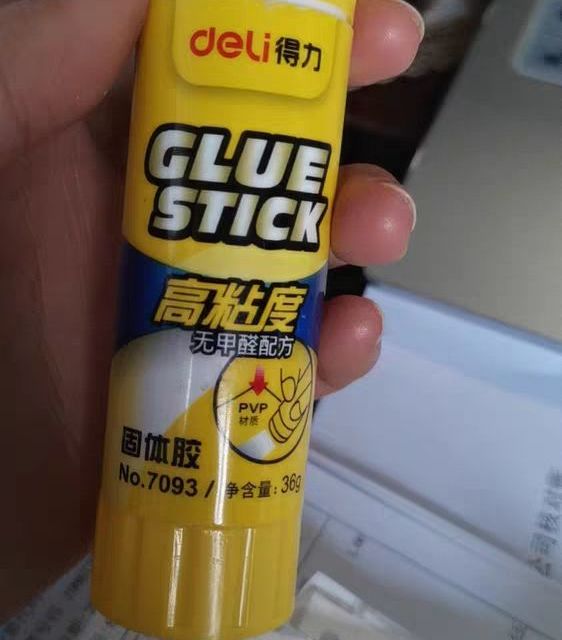 deli得力
GLUE
STICK
高粘度
无甲醛配方
PVP
材质
固体胶
No.7093 / 净含量: 36g